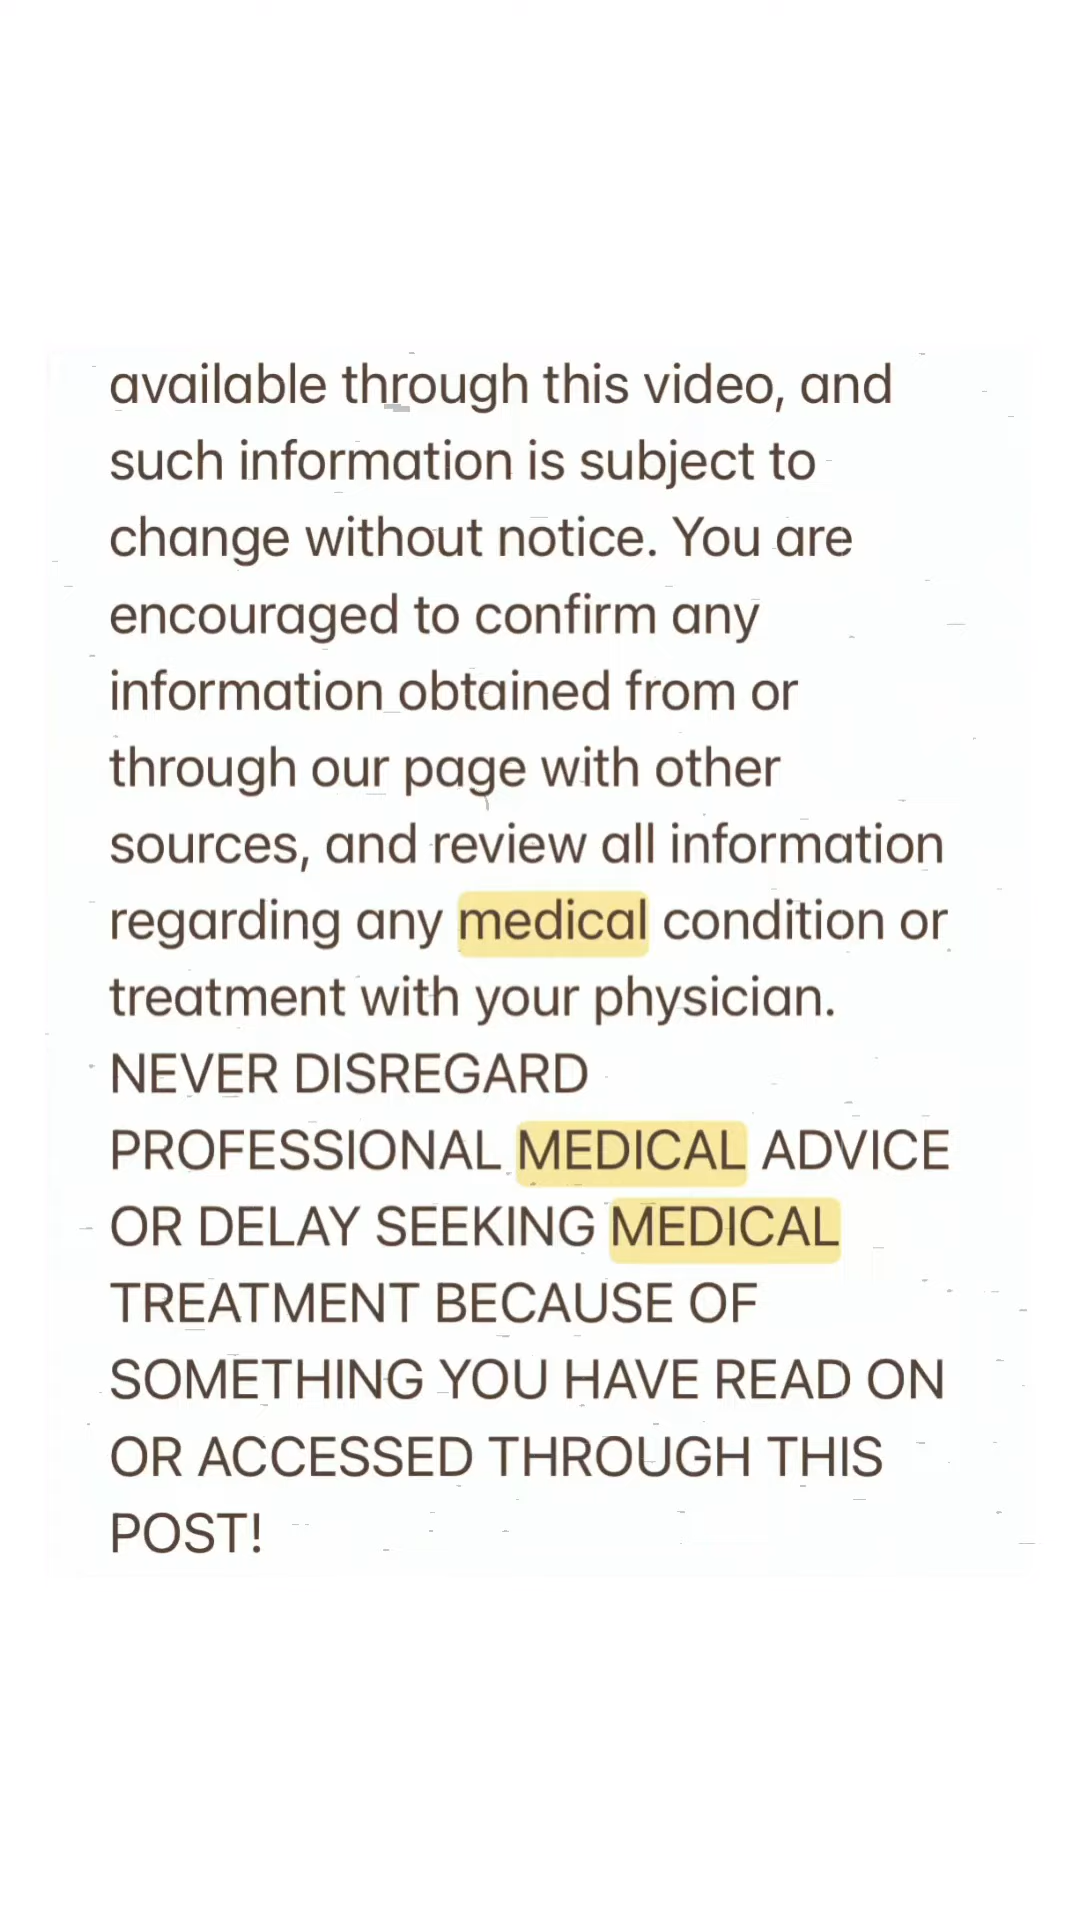 available through this video, and
such information is subject to
change without notice. You are
encouraged to confirm any
information obtained from or
through our page with other
sources, and review all information
regarding any medical condition or
treatment with your physician.
NEVER DISREGARD
PROFESSIONAL MEDICAL ADVICE
OR DELAY SEEKING MEDICAL
TREATMENT BECAUSE OF
SOMETHING YOU HAVE READ ON
OR ACCESSED THROUGH THIS
POST!